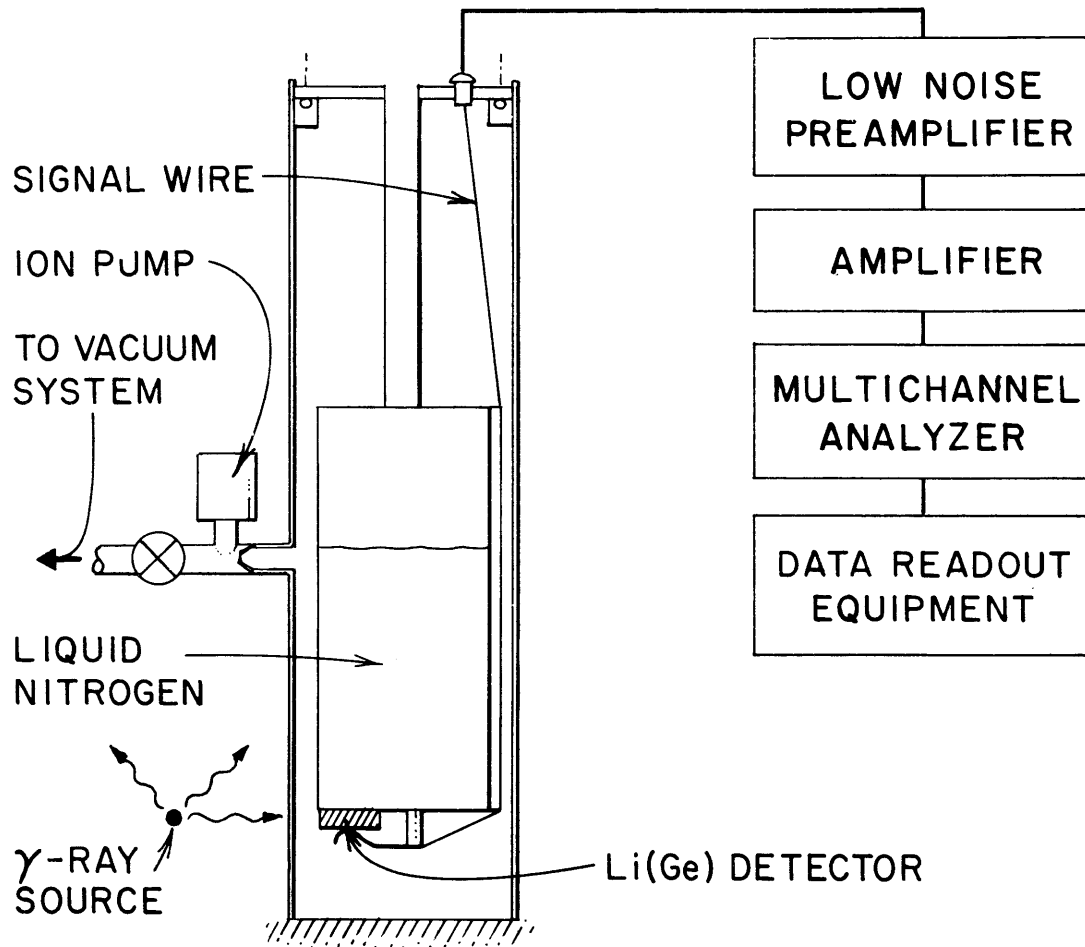 LOW NOISE
PREAMPLIFIER
SIGNAL WIRE
ION PUMP
AMPLIFIER
TO VACUUM
SYSTEM
MULTICHANNEL
ANALYZER
DATA READOUT
EQUIPMENT
LIQUID
NITROGEN
γ-RAY
SOURCE
Li(Ge) DETECTOR